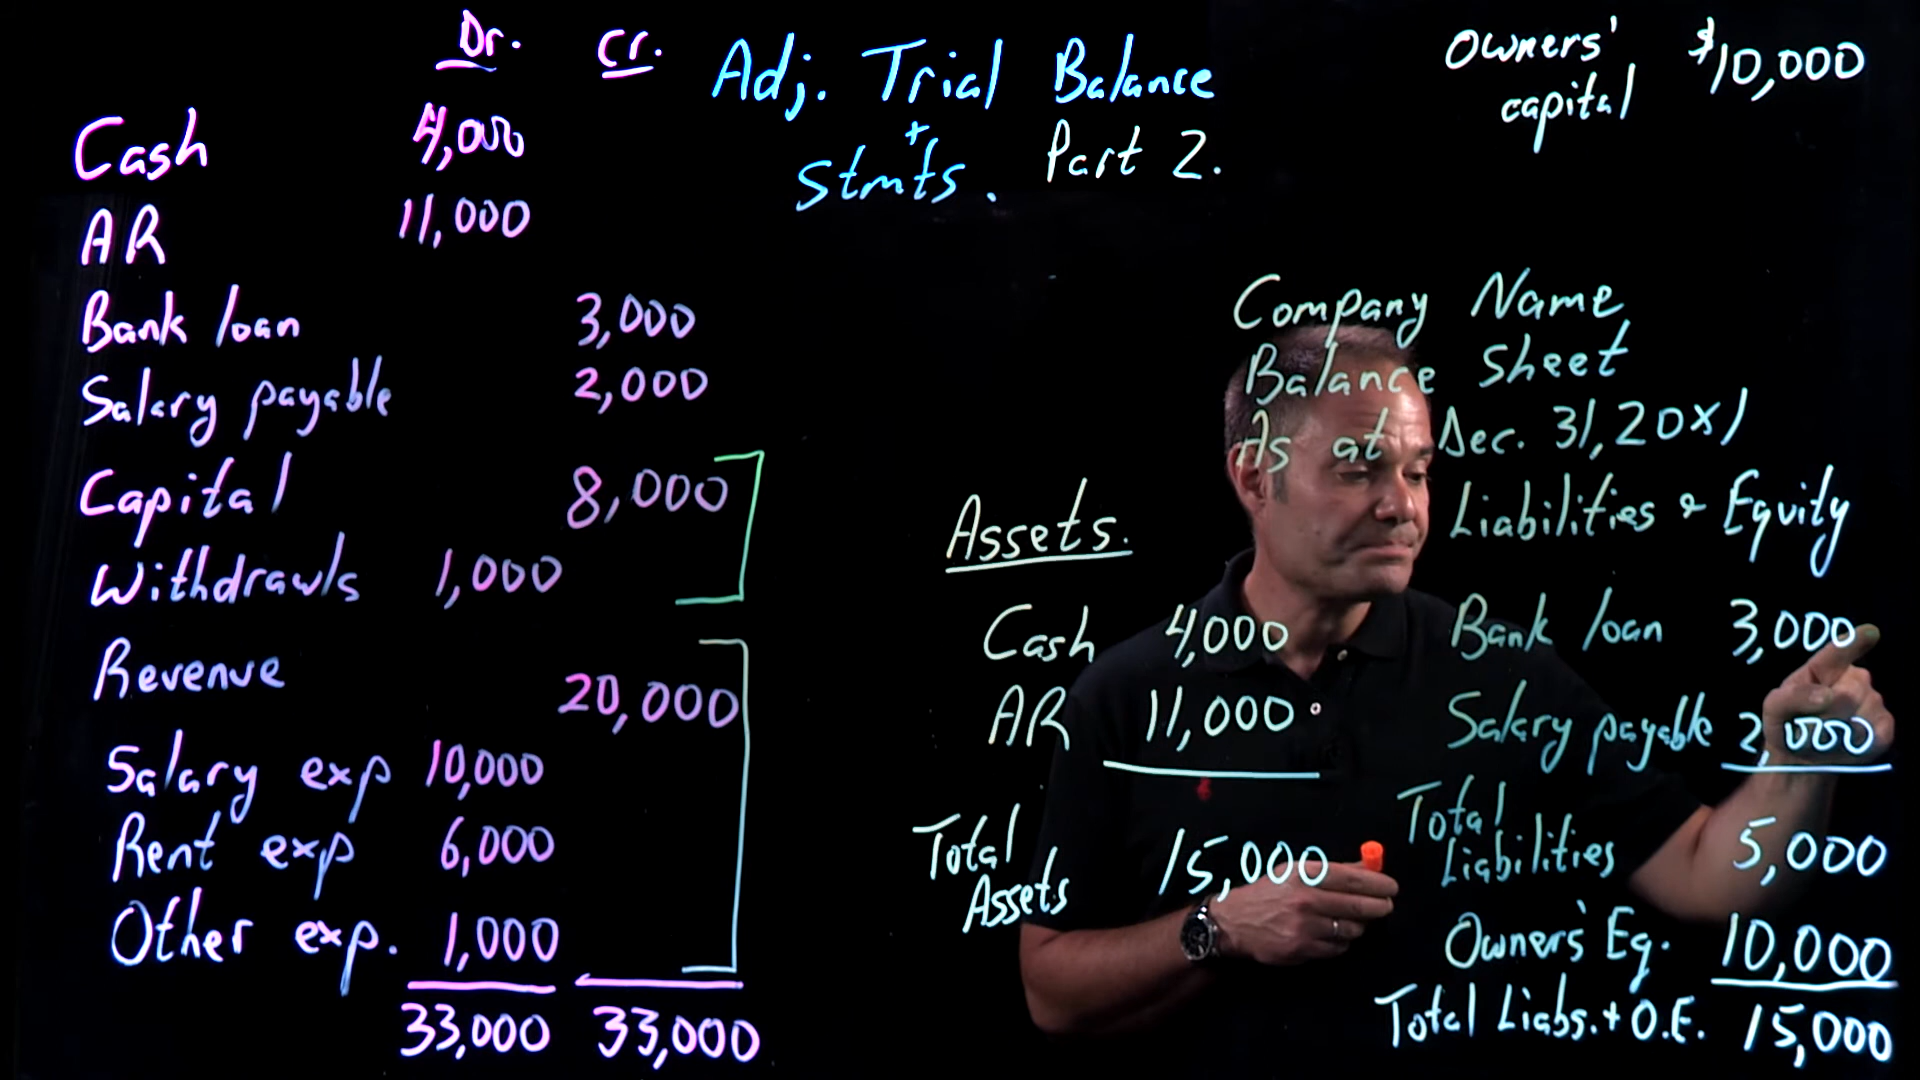 Dr. Cr.
Adj. Trial Balance
+
Stmts. Part 2.
Owners' $10,000
capital
Cash 4,000
AR 11,000
Bank loan 3,000
Salary payable 2,000
Capital 8,000
Withdrawls 1,000
Revenue 20,000
Salary exp 10,000
Rent exp 6,000
Other exp. 1,000
33,000 33,000
Company Name
Balance Sheet
As at Dec. 31, 20X1
Assets. Liabilities & Equity
Cash 4,000 Bank loan 3,000
AR 11,000 Salary payable 2,000
Total Assets 15,000 Total Liabilities 5,000
Owner's Eq. 10,000
Total Liabs. + O.E. 15,000